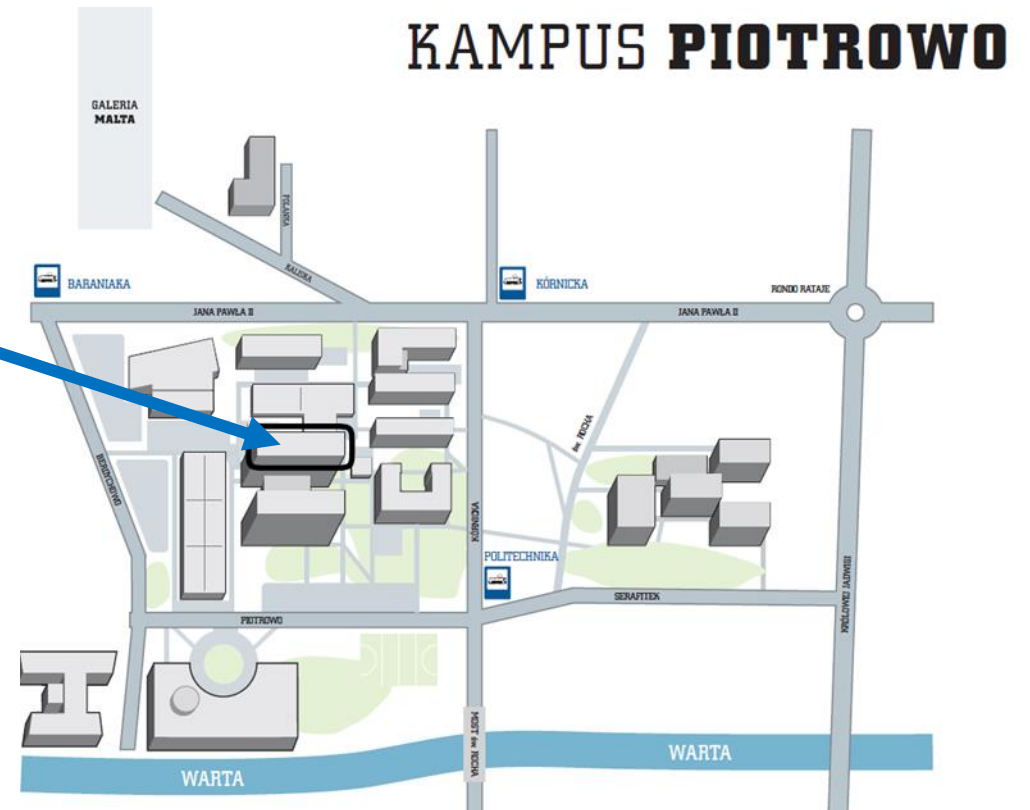 KAMPUS PIOTROWO
GALERIA
MALTA
POLANKA
KALISKA
BARANIAKA
KÓRNICKA
RONDO RATAJE
JANA PAWŁA II
JANA PAWŁA II
św. ROCHA
BERDYCHOWO
KÓRNICKA
POLITECHNIKA
SERAFITEK
KRÓLOWEJ JADWIGI
PIOTROWO
MOST św. ROCHA
WARTA
WARTA